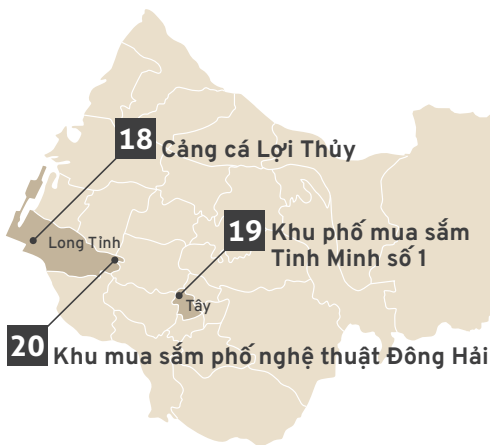 18 Cảng cá Lợi Thủy
Long Tỉnh
19 Khu phố mua sắm
Tinh Minh số 1
Tây
20 Khu mua sắm phố nghệ thuật Đông Hải